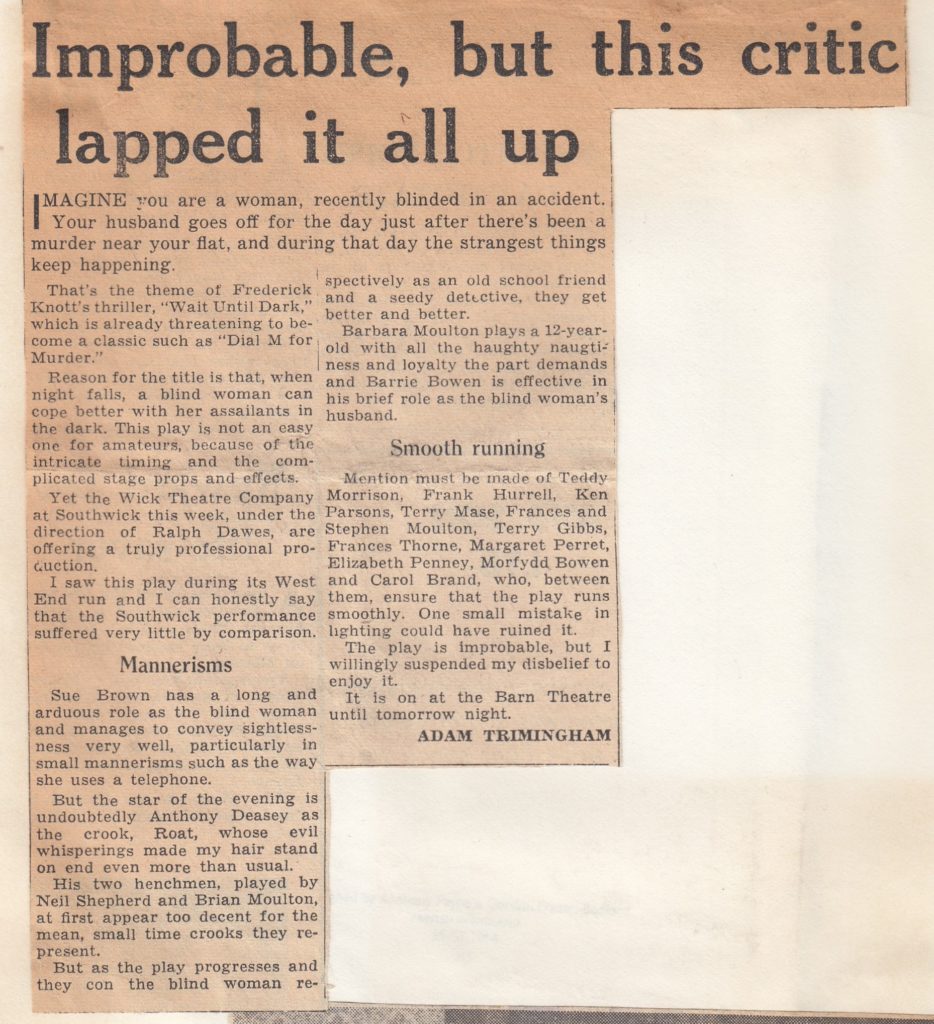 Improbable, but this critic
lapped it all up
IMAGINE you are a woman, recently blinded in an accident.
Your husband goes off for the day just after there's been a
murder near your flat, and during that day the strangest things
keep happening.
That's the theme of Frederick
Knott's thriller, "Wait Until Dark,"
which is already threatening to be-
come a classic such as "Dial M for
Murder."
Reason for the title is that, when
night falls, a blind woman can
cope better with her assailants in
the dark. This play is not an easy
one for amateurs, because of the
intricate timing and the com-
plicated stage props and effects.
Yet the Wick Theatre Company
at Southwick this week, under the
direction of Ralph Dawes, are
offering a truly professional pro-
duction.
I saw this play during its West
End run and I can honestly say
that the Southwick performance
suffered very little by comparison.
Mannerisms
Sue Brown has a long and
arduous role as the blind woman
and manages to convey sightless-
ness very well, particularly in
small mannerisms such as the way
she uses a telephone.
But the star of the evening is
undoubtedly Anthony Deasey as
the crook, Roat, whose evil
whisperings made my hair stand
on end even more than usual.
His two henchmen, played by
Neil Shepherd and Brian Moulton,
at first appear too decent for the
mean, small time crooks they re-
present.
But as the play progresses and
they con the blind woman re-
spectively as an old school friend
and a seedy detective, they get
better and better.
Barbara Moulton plays a 12-year-
old with all the haughty naugti-
ness and loyalty the part demands
and Barrie Bowen is effective in
his brief role as the blind woman's
husband.
Smooth running
Mention must be made of Teddy
Morrison, Frank Hurrell, Ken
Parsons, Terry Mase, Frances and
Stephen Moulton, Terry Gibbs,
Frances Thorne, Margaret Perret,
Elizabeth Penney, Morfydd Bowen
and Carol Brand, who, between
them, ensure that the play runs
smoothly. One small mistake in
lighting could have ruined it.
The play is improbable, but I
willingly suspended my disbelief to
enjoy it.
It is on at the Barn Theatre
until tomorrow night.
ADAM TRIMINGHAM